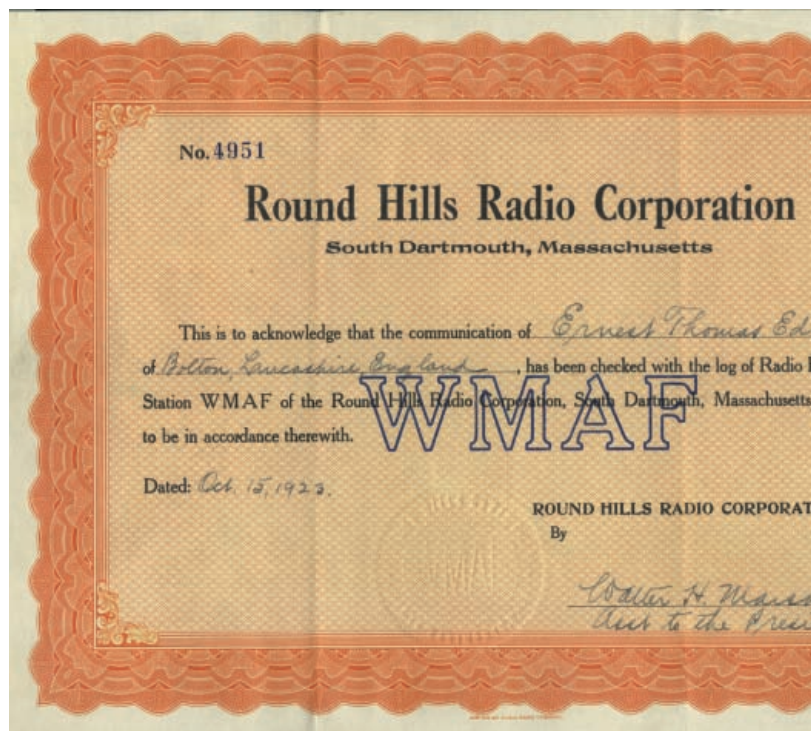 No. 4951
Round Hills Radio Corporation
South Dartmouth, Massachusetts
This is to acknowledge that the communication of Ernest Thomas Ed
of Bolton, Lancashire, England, has been checked with the log of Radio
Station WMAF of the Round Hills Radio Corporation, South Dartmouth, Massachusetts
WMAF
to be in accordance therewith.
Dated: Oct. 15, 1923.
ROUND HILLS RADIO CORPORAT
By
WMAF
Walter H. Marsd
Asst to the Presi